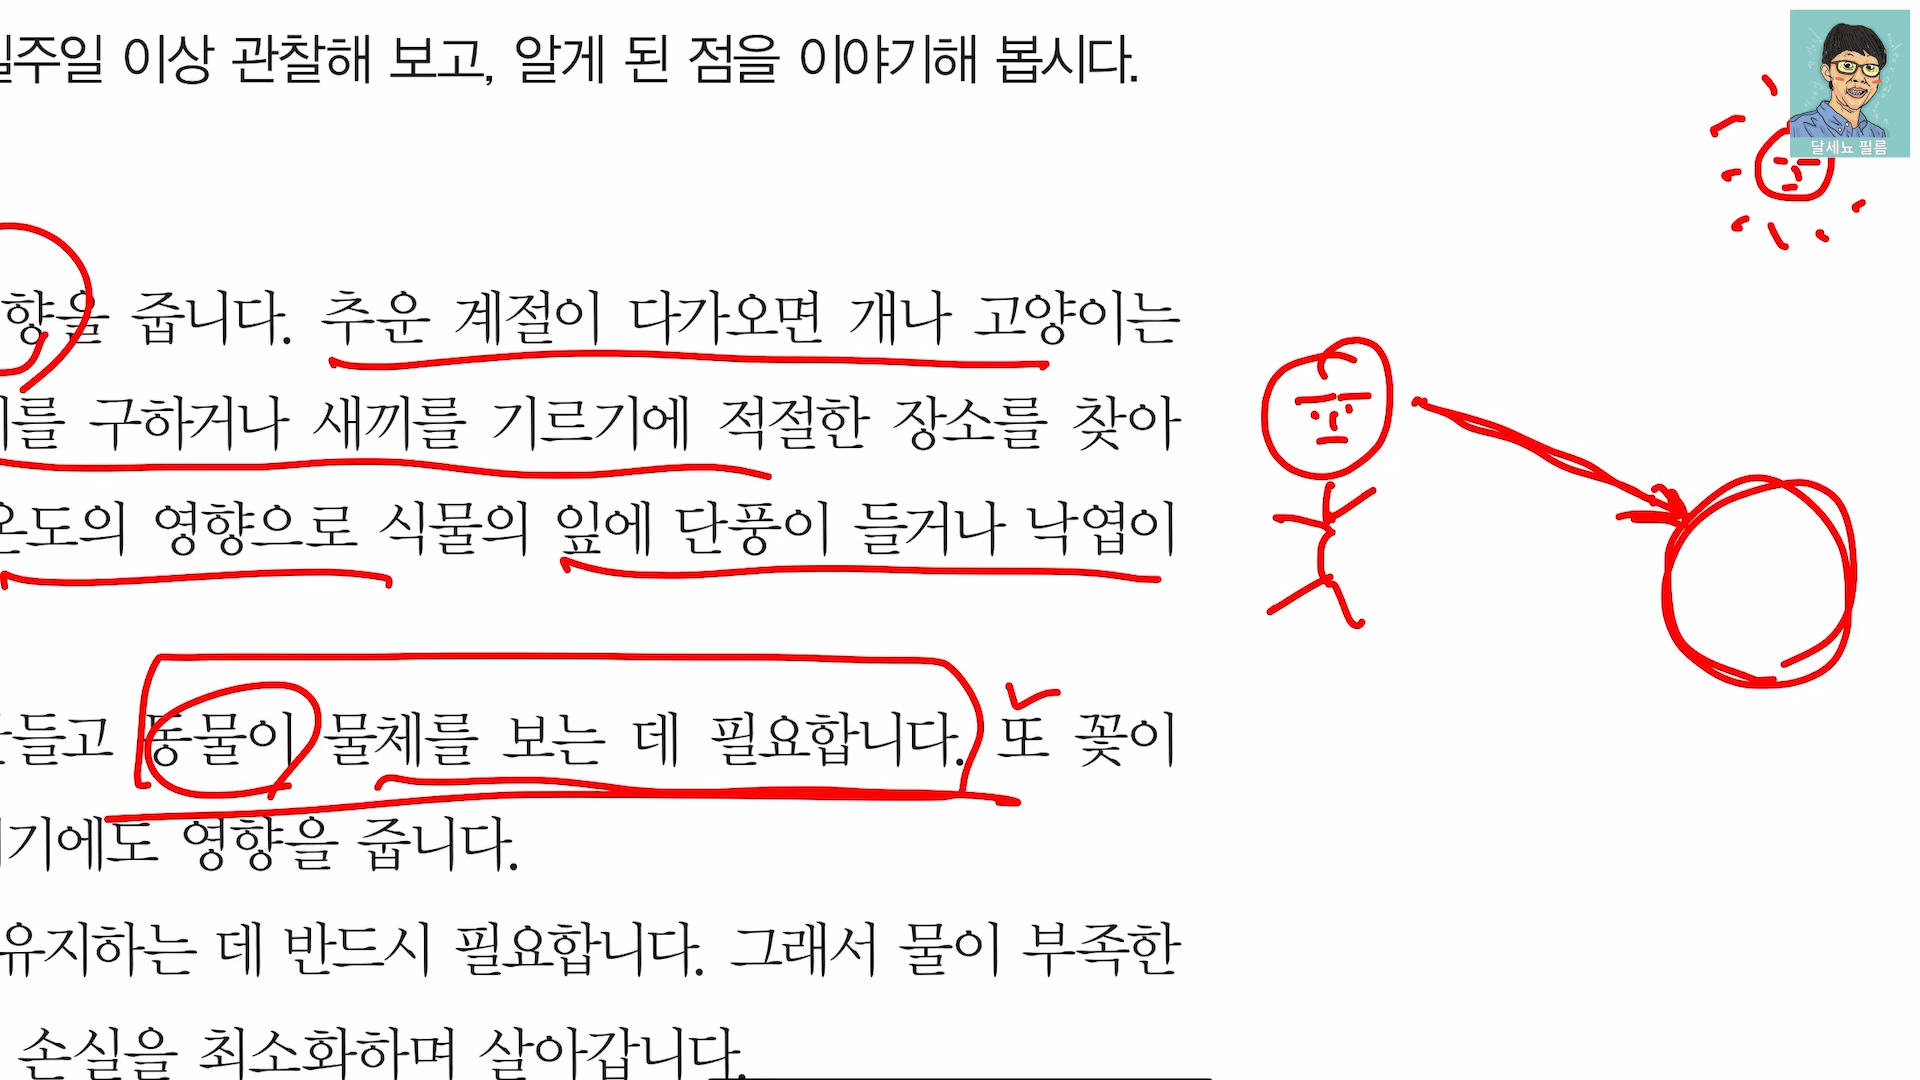 일주일 이상 관찰해 보고, 알게 된 점을 이야기해 봅시다.
달세뇨 필름
향을 줍니다. 추운 계절이 다가오면 개나 고양이는
를 구하거나 새끼를 기르기에 적절한 장소를 찾아
온도의 영향으로 식물의 잎에 단풍이 들거나 낙엽이
들고 동물이 물체를 보는 데 필요합니다. 또 꽃이
기에도 영향을 줍니다.
유지하는 데 반드시 필요합니다. 그래서 물이 부족한
손실을 최소화하며 살아갑니다.